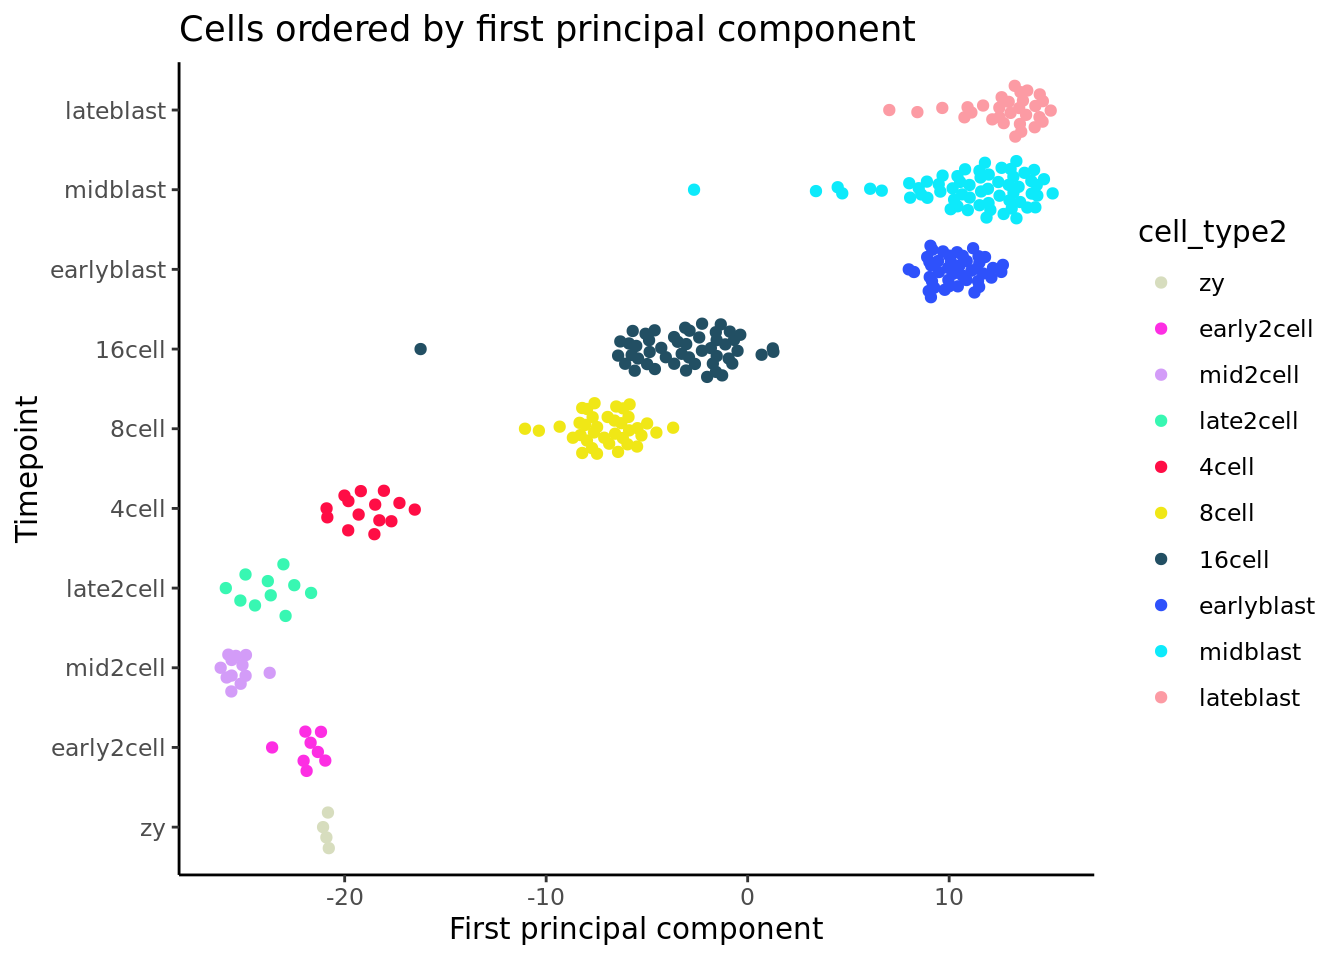 Cells ordered by first principal component
lateblast
midblast
earlyblast
16cell
8cell
4cell
late2cell
mid2cell
early2cell
zy
Timepoint
-20
-10
0
10
First principal component
cell_type2
zy
early2cell
mid2cell
late2cell
4cell
8cell
16cell
earlyblast
midblast
lateblast